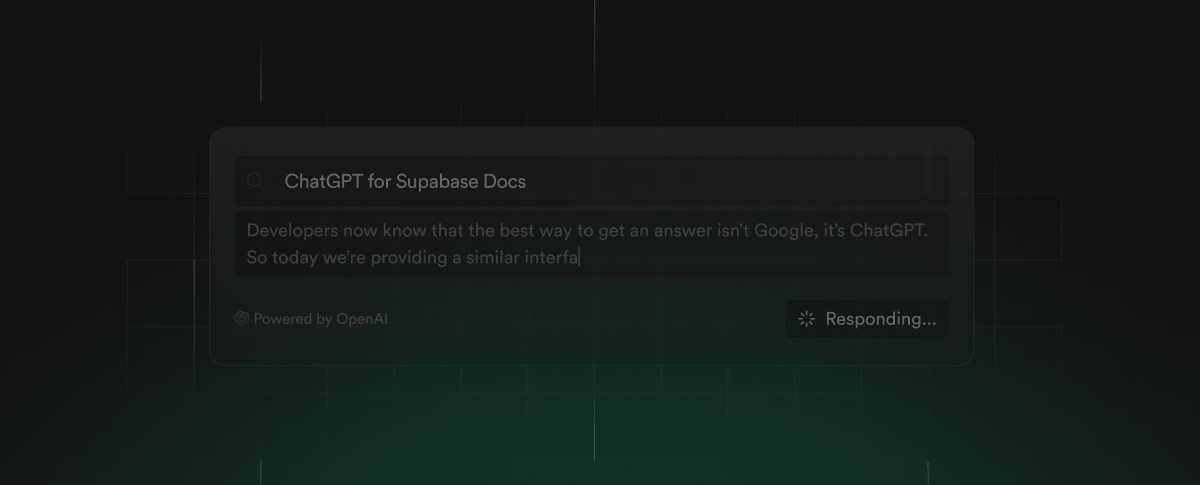 ChatGPT for Supabase Docs
Developers now know that the best way to get an answer isn’t Google, it’s ChatGPT.
So today we’re providing a similar interfa
Powered by OpenAI
Responding...